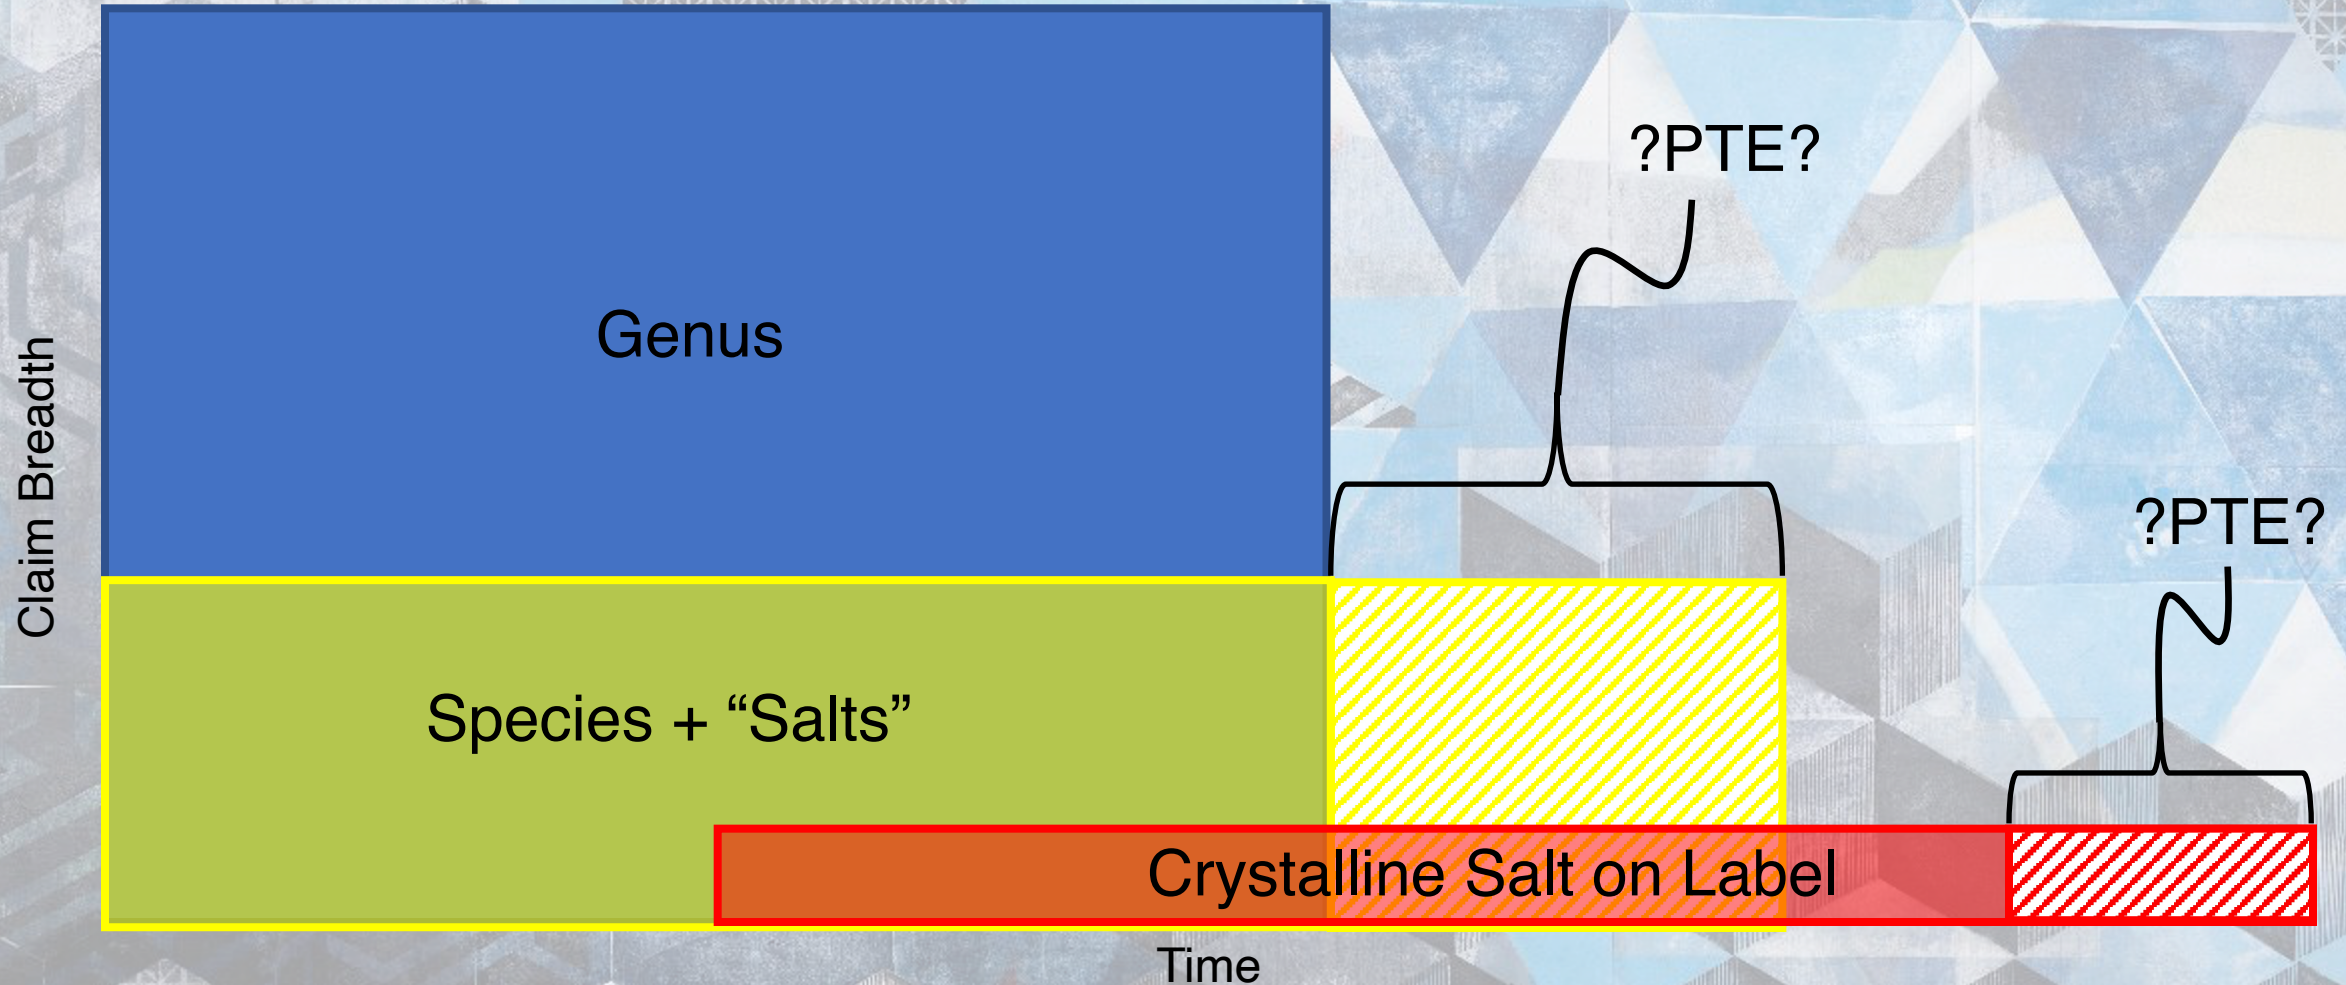 ?PTE?
Genus
Claim Breadth
?PTE?
Species + “Salts”
Crystalline Salt on Label
Time